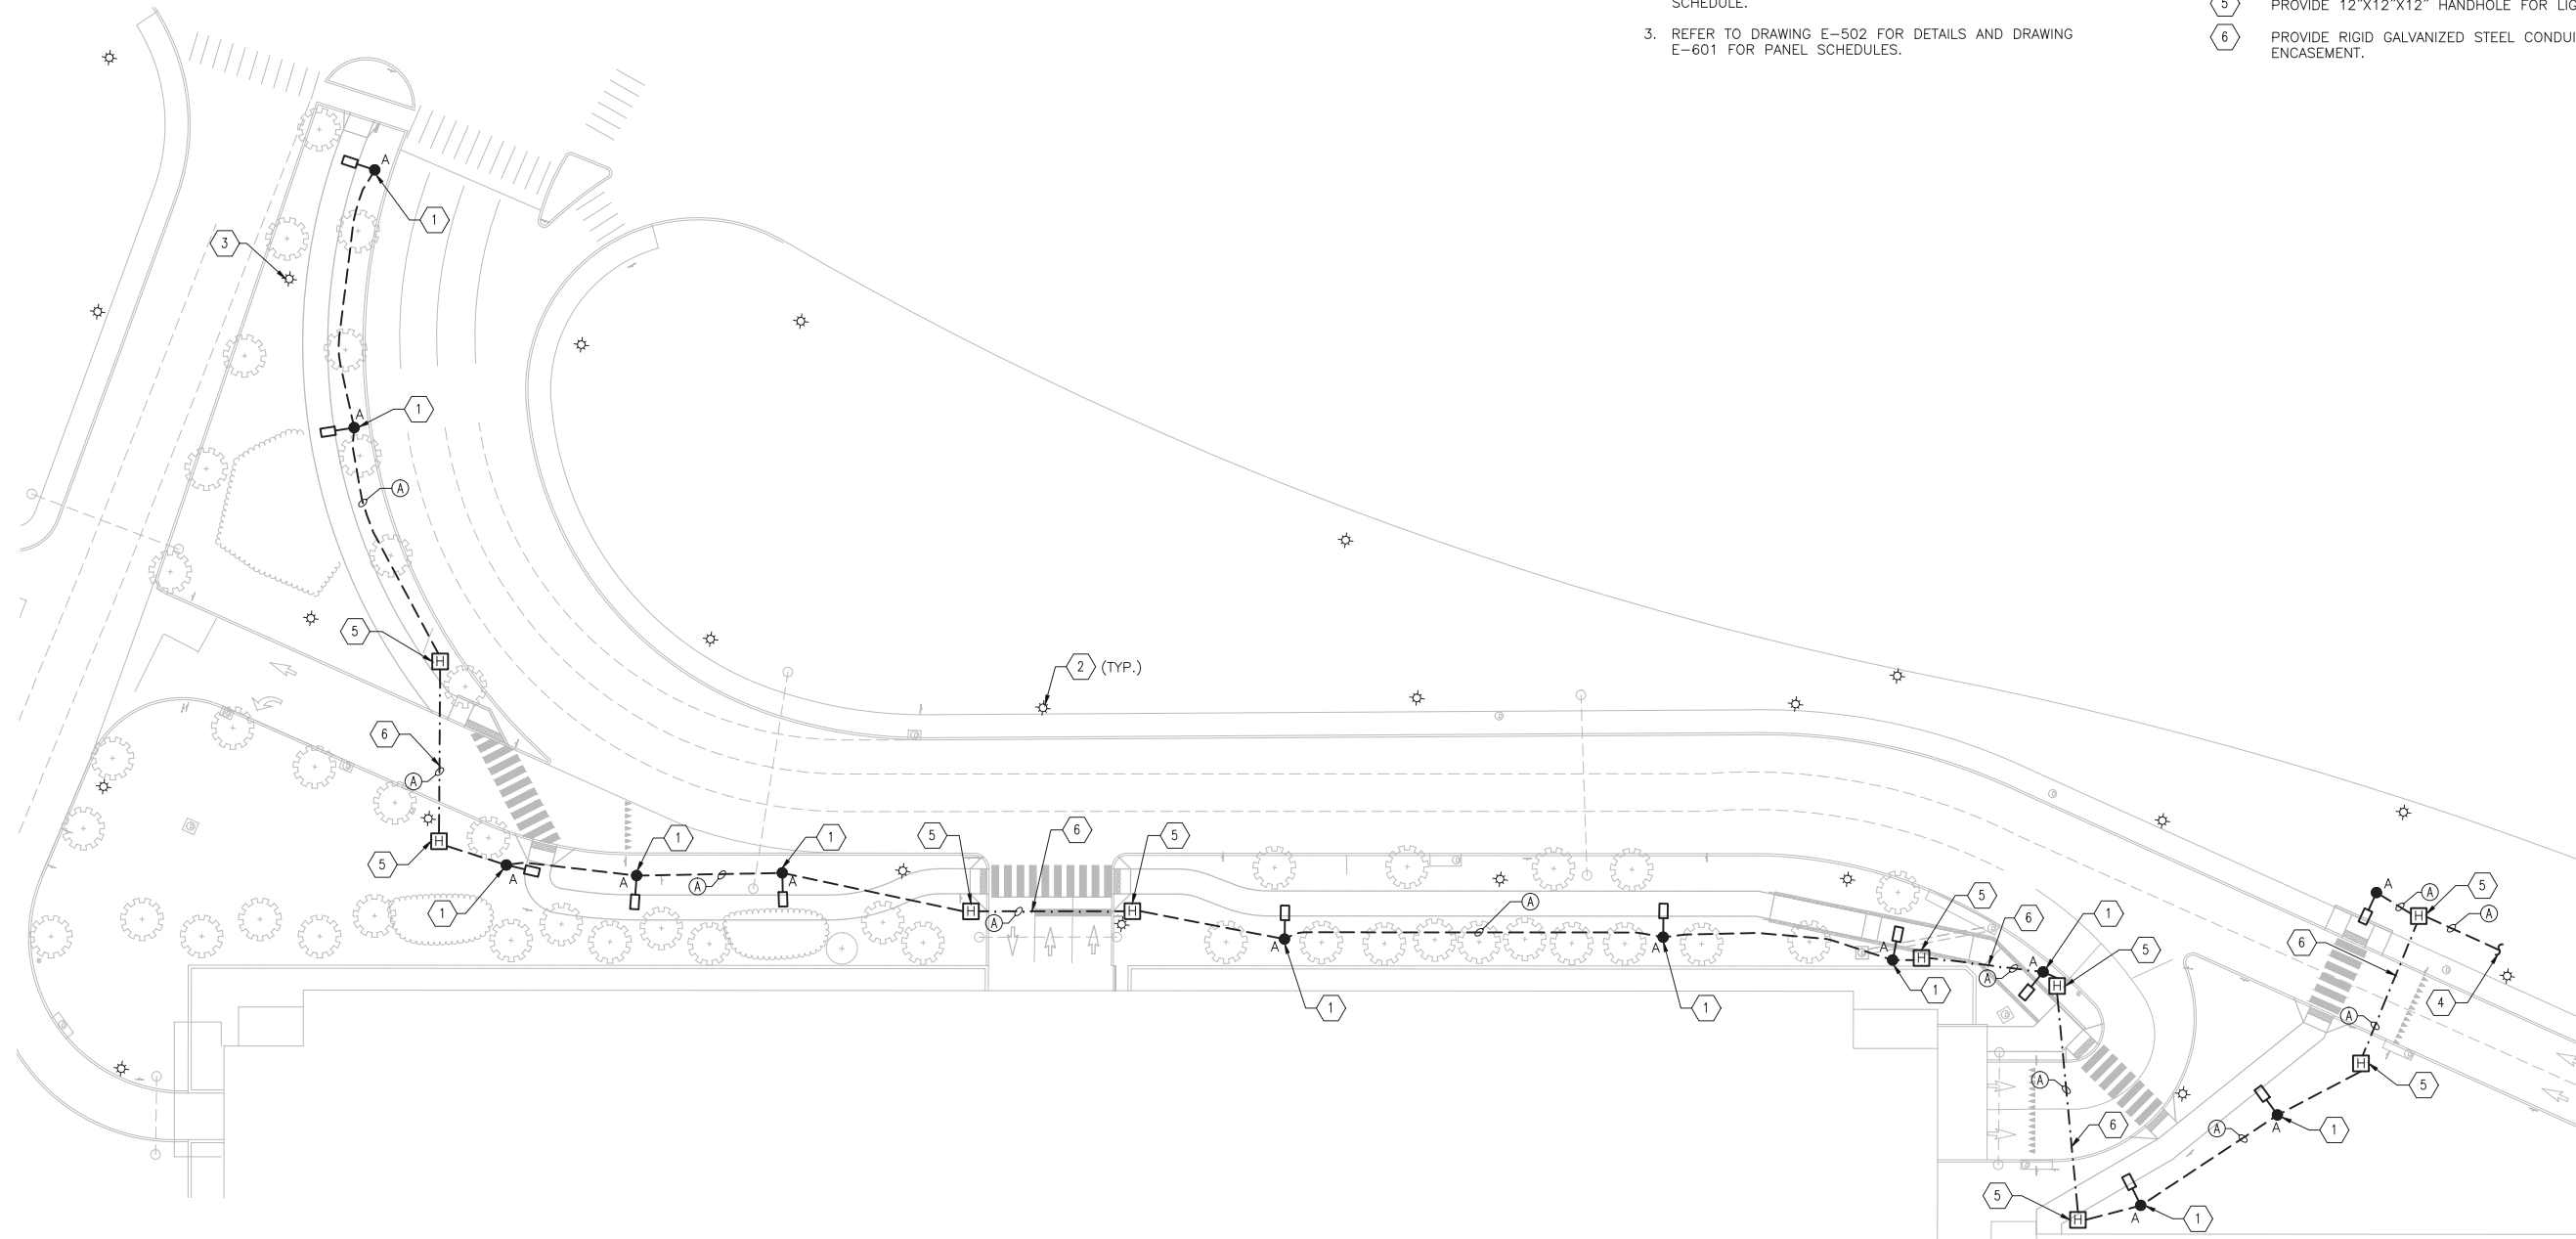 SCHEDULE.
3. REFER TO DRAWING E-502 FOR DETAILS AND DRAWING
E-601 FOR PANEL SCHEDULES.
5 PROVIDE 12"X12"X12" HANDHOLE FOR
6 PROVIDE RIGID GALVANIZED STEEL
ENCASEMENT.
A
1
3
A
1
A
5
H
2 (TYP.)
6
A
H
5
A
1
1
A
A
1
A
5
H
A
6
5
H
A
1
A
A
1
A
1
H
5
6
A
A
1
H
5
A
6
5
H
A
1
A
A
1
H
5
6
A
A
A
H
5
A
4